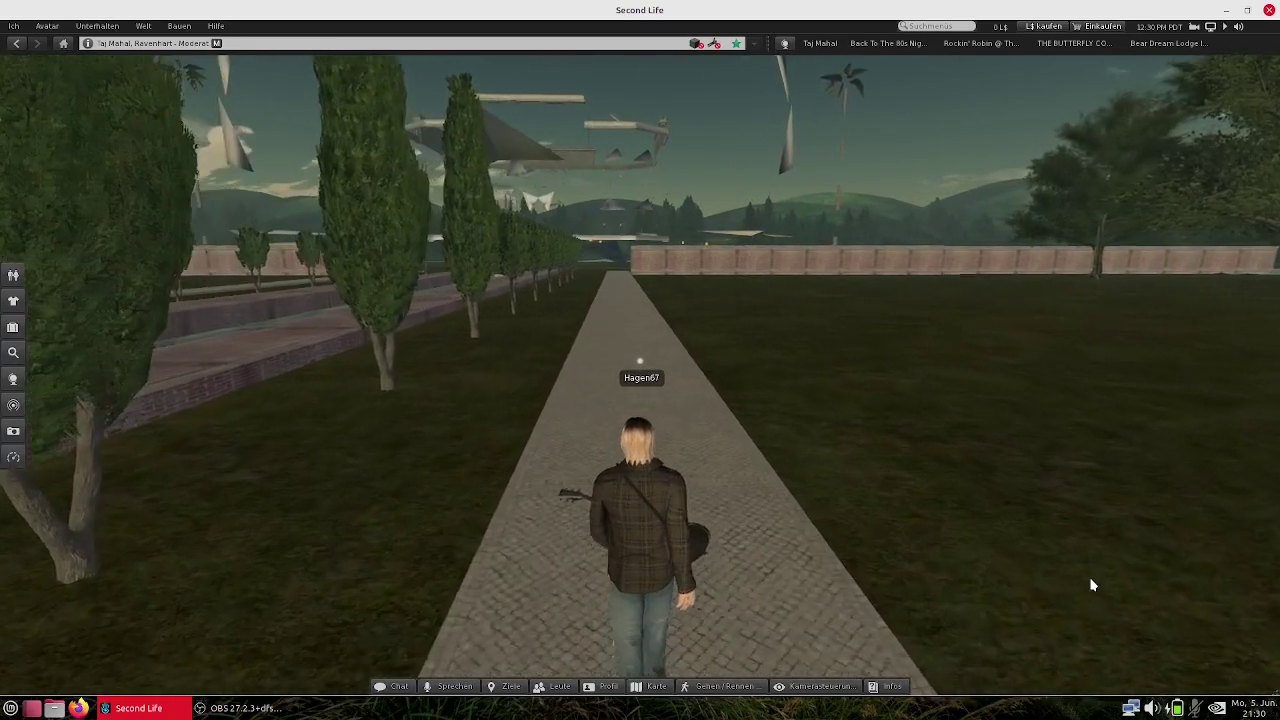 Second Life
Ich Avatar Unterhalten Welt Bauen Hilfe Suchmenüs 0 L$ L$ kaufen Einkaufen 12:30 PM PDT
Taj Mahal, Ravenhart - Moderat M Taj Mahal Back To The 80s Nig... Rockin' Robin @ Th... THE BUTTERFLY CO... Bear Dream Lodge I...
Hagen67
Chat Sprechen Ziele Leute Profil Karte Gehen / Rennen ... Kamerasteuerun... Infos
Second Life OBS 27.2.3+dfs... Mo, 5. Jun,
21:30